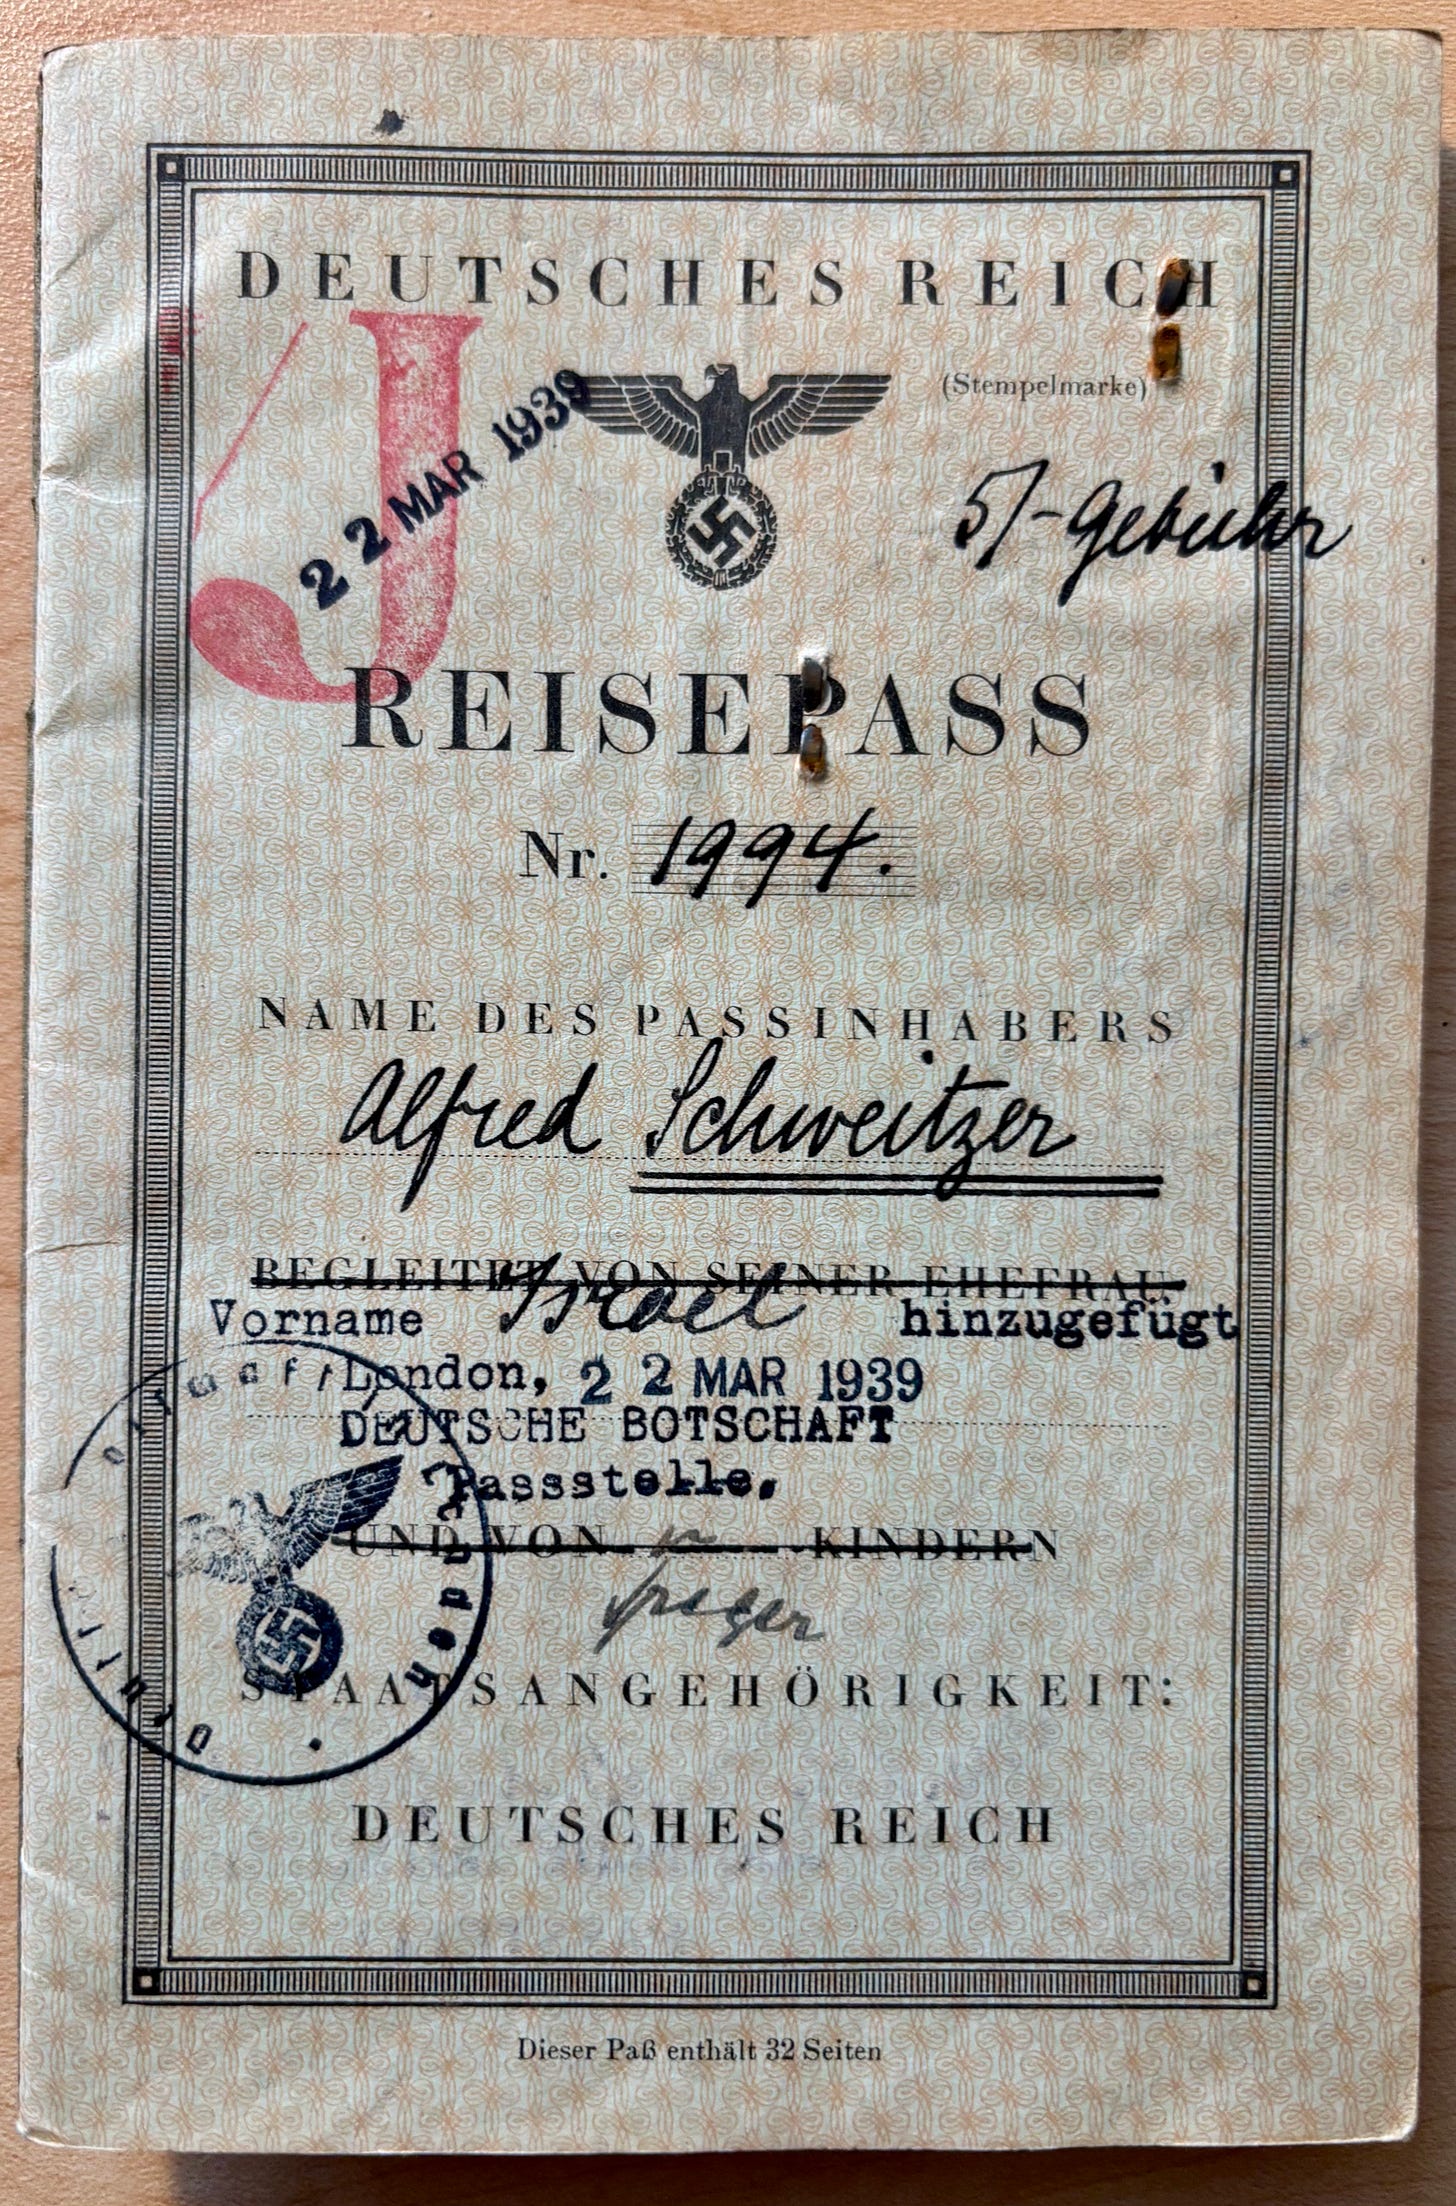 DEUTSCHES REICH
J
22 MAR 1939
(Stempelmarke)
5/- Gebühr
REISEPASS
Nr. 1994.
NAME DES PASSINHABERS
Alfred Schweitzer
BEGLEITET VON SEINER EHEFRAU
Vorname Israel hinzugefügt
London, 22 MAR 1939
DEUTSCHE BOTSCHAFT
Passstelle.
UND VON KINDERN
STAATSANGEHÖRIGKEIT:
DEUTSCHES REICH
Dieser Paß enthält 32 Seiten